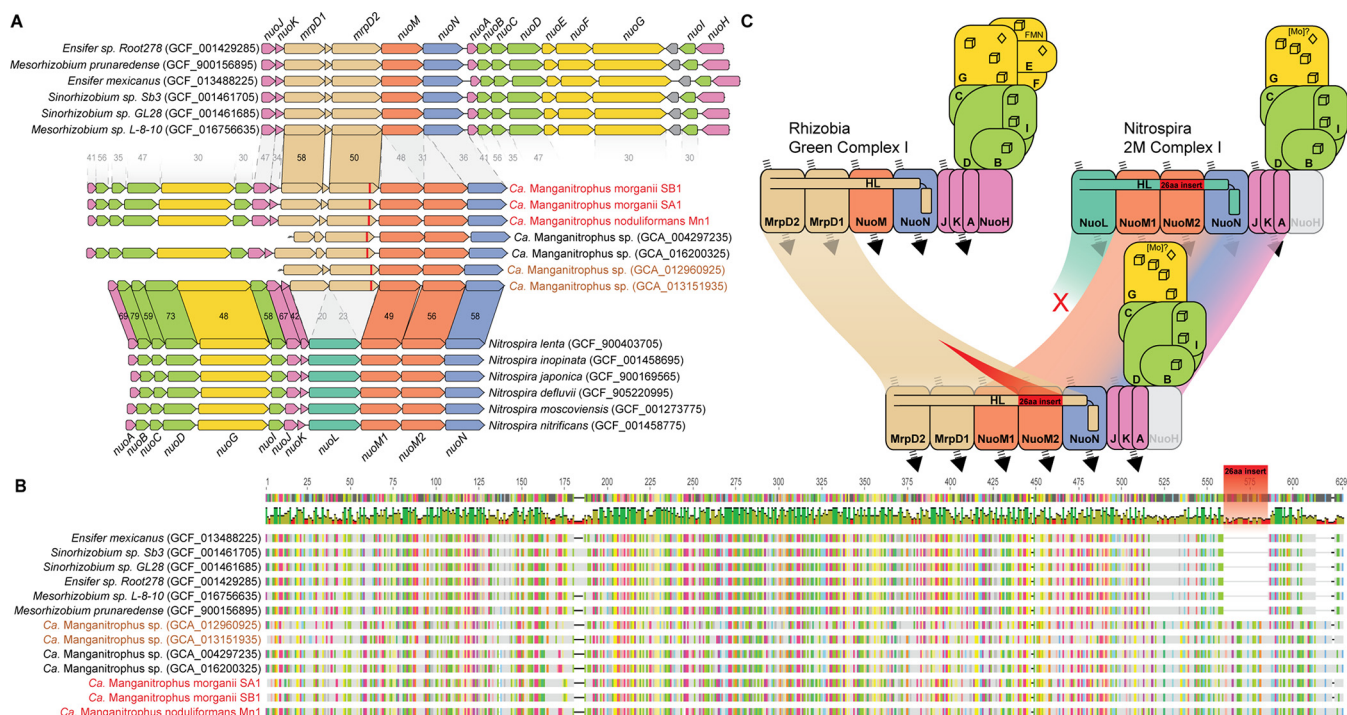 A
nuoJ nuoK mrpD1 mrpD2 nuoM nuoN nuoA nuoB nuoC nuoD nuoE nuoF nuoG nuoI nuoH
Ensifer sp. Root278 (GCF_001429285)
Mesorhizobium prunaredense (GCF_900156895)
Ensifer mexicanus (GCF_013488225)
Sinorhizobium sp. Sb3 (GCF_001461705)
Sinorhizobium sp. GL28 (GCF_001461685)
Mesorhizobium sp. L-8-10 (GCF_016756635)
41 56 35 47 30 30 47 34 58 50 48 31 36 41 56 35 47 30 30
Ca. Manganitrophus morganii SB1
Ca. Manganitrophus morganii SA1
Ca. Manganitrophus noduliformans Mn1
Ca. Manganitrophus sp. (GCA_004297235)
Ca. Manganitrophus sp. (GCA_016200325)
Ca. Manganitrophus sp. (GCA_012960925)
Ca. Manganitrophus sp. (GCA_013151935)
69 79 59 73 48 58 67 42 20 23 49 56 58
Nitrospira lenta (GCF_900403705)
Nitrospira inopinata (GCF_001458695)
Nitrospira japonica (GCF_900169565)
Nitrospira defluvii (GCF_905220995)
Nitrospira moscoviensis (GCF_001273775)
Nitrospira nitrificans (GCF_001458775)
nuoA nuoB nuoC nuoD nuoG nuoI nuoJ nuoK nuoL nuoM1 nuoM2 nuoN
C
Rhizobia
Green Complex I
FMN
G E F
C I
D B
HL
MrpD2 MrpD1 NuoM NuoN J K A NuoH
Nitrospira
2M Complex I
[Mo]?
G
C I
D B
HL 26aa insert
NuoL NuoM1 NuoM2 NuoN J K A NuoH
X
[Mo]?
G
C I
D B
HL 26aa insert
MrpD2 MrpD1 NuoM1 NuoM2 NuoN J K A NuoH
B
1 25 50 75 100 125 150 175 200 225 250 275 300 325 350 375 400 425 450 475 500 525 550 575 600 629
26aa insert
Ensifer mexicanus (GCF_013488225)
Sinorhizobium sp. Sb3 (GCF_001461705)
Sinorhizobium sp. GL28 (GCF_001461685)
Ensifer sp. Root278 (GCF_001429285)
Mesorhizobium sp. L-8-10 (GCF_016756635)
Mesorhizobium prunaredense (GCF_900156895)
Ca. Manganitrophus sp. (GCA_012960925)
Ca. Manganitrophus sp. (GCA_013151935)
Ca. Manganitrophus sp. (GCA_004297235)
Ca. Manganitrophus sp. (GCA_016200325)
Ca. Manganitrophus morganii SA1
Ca. Manganitrophus morganii SB1
Ca. Manganitrophus noduliformans Mn1